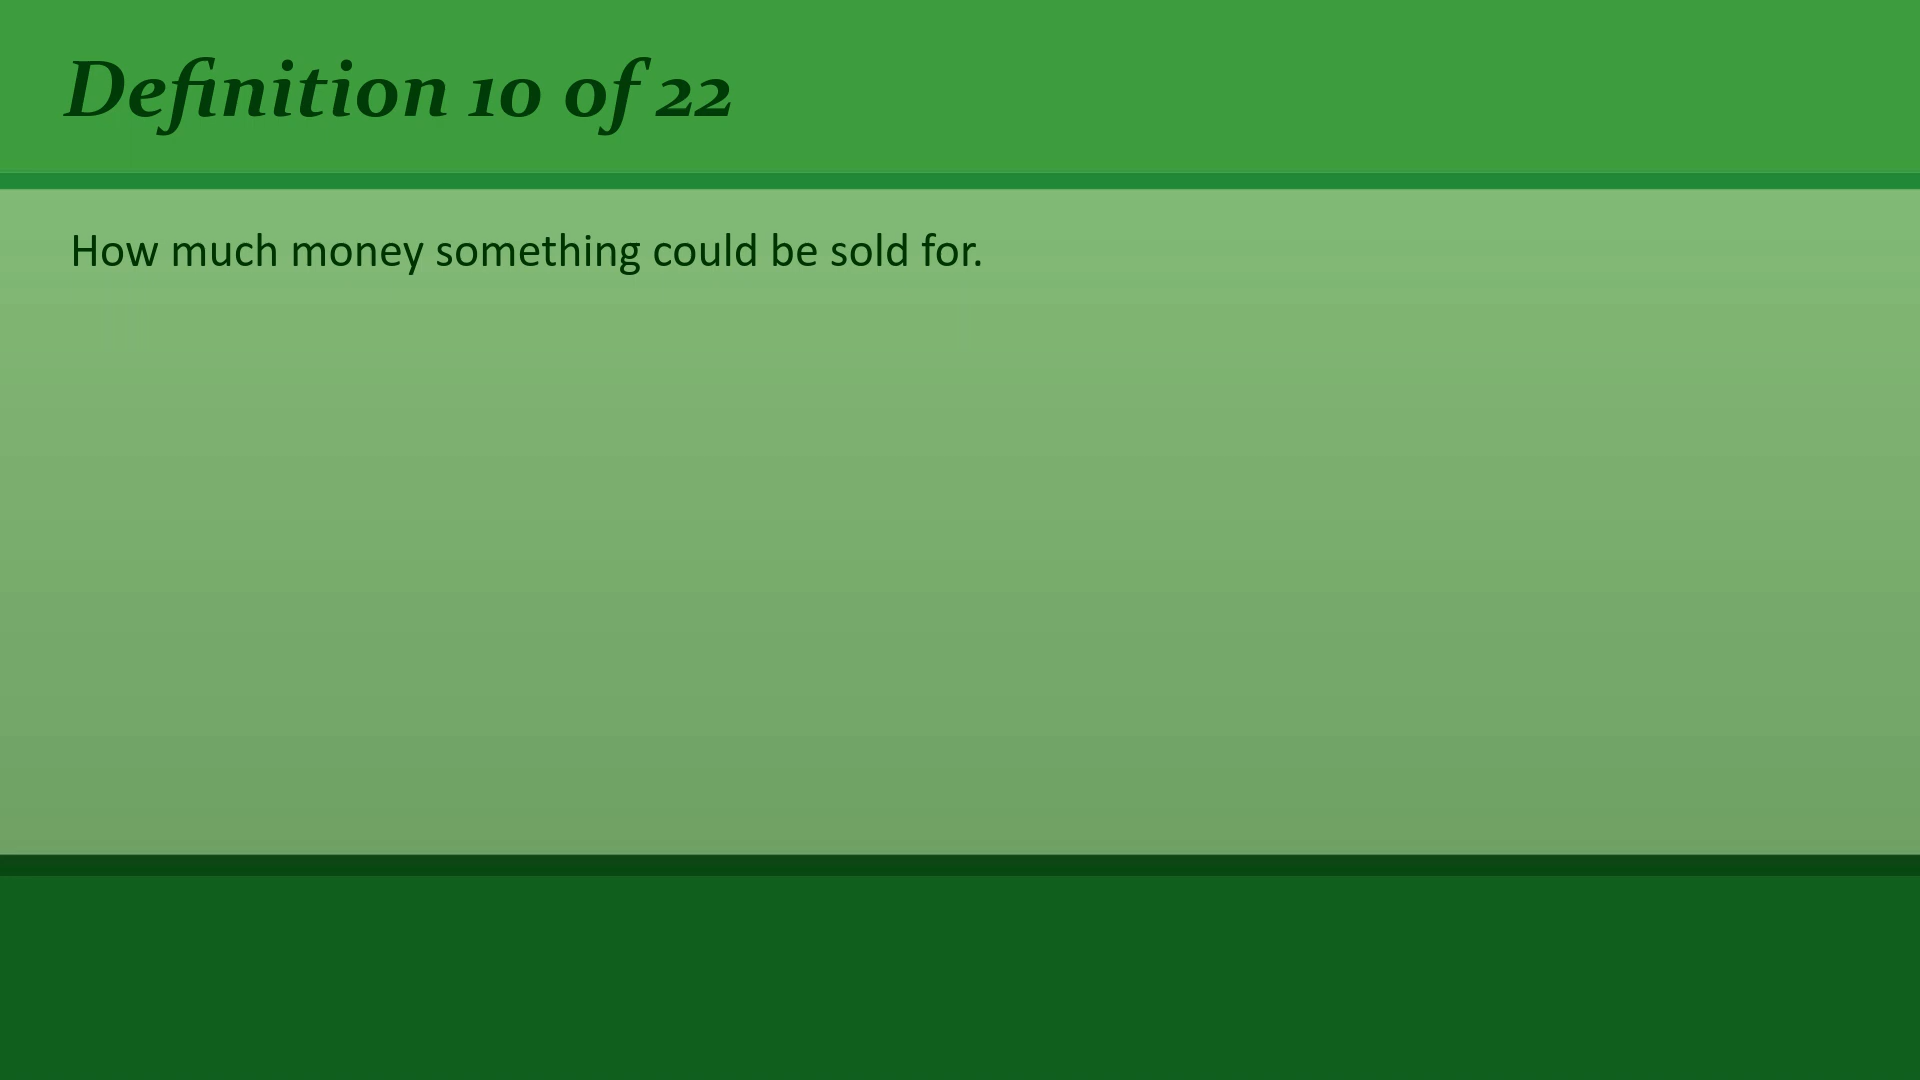 Definition 10 of 22
How much money something could be sold for.